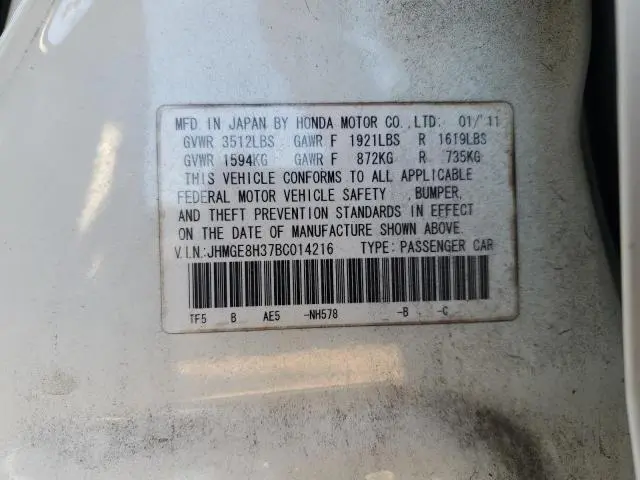 MFD. IN JAPAN BY HONDA MOTOR CO., LTD. 01/'11
GVWR 3512LBS GAWR F 1921LBS R 1619LBS
GVWR 1594KG GAWR F 872KG R 735KG
THIS VEHICLE CONFORMS TO ALL APPLICABLE
FEDERAL MOTOR VEHICLE SAFETY , BUMPER,
AND THEFT PREVENTION STANDARDS IN EFFECT
ON THE DATE OF MANUFACTURE SHOWN ABOVE.
V.I.N.:JHMGE8H37BC014216 TYPE: PASSENGER CAR
TF5 _ B AE5 -NH578 _ -B - -C